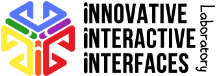 iNNOVATIVE
iNTERACTIVE
iNTERFACES
Laboratory